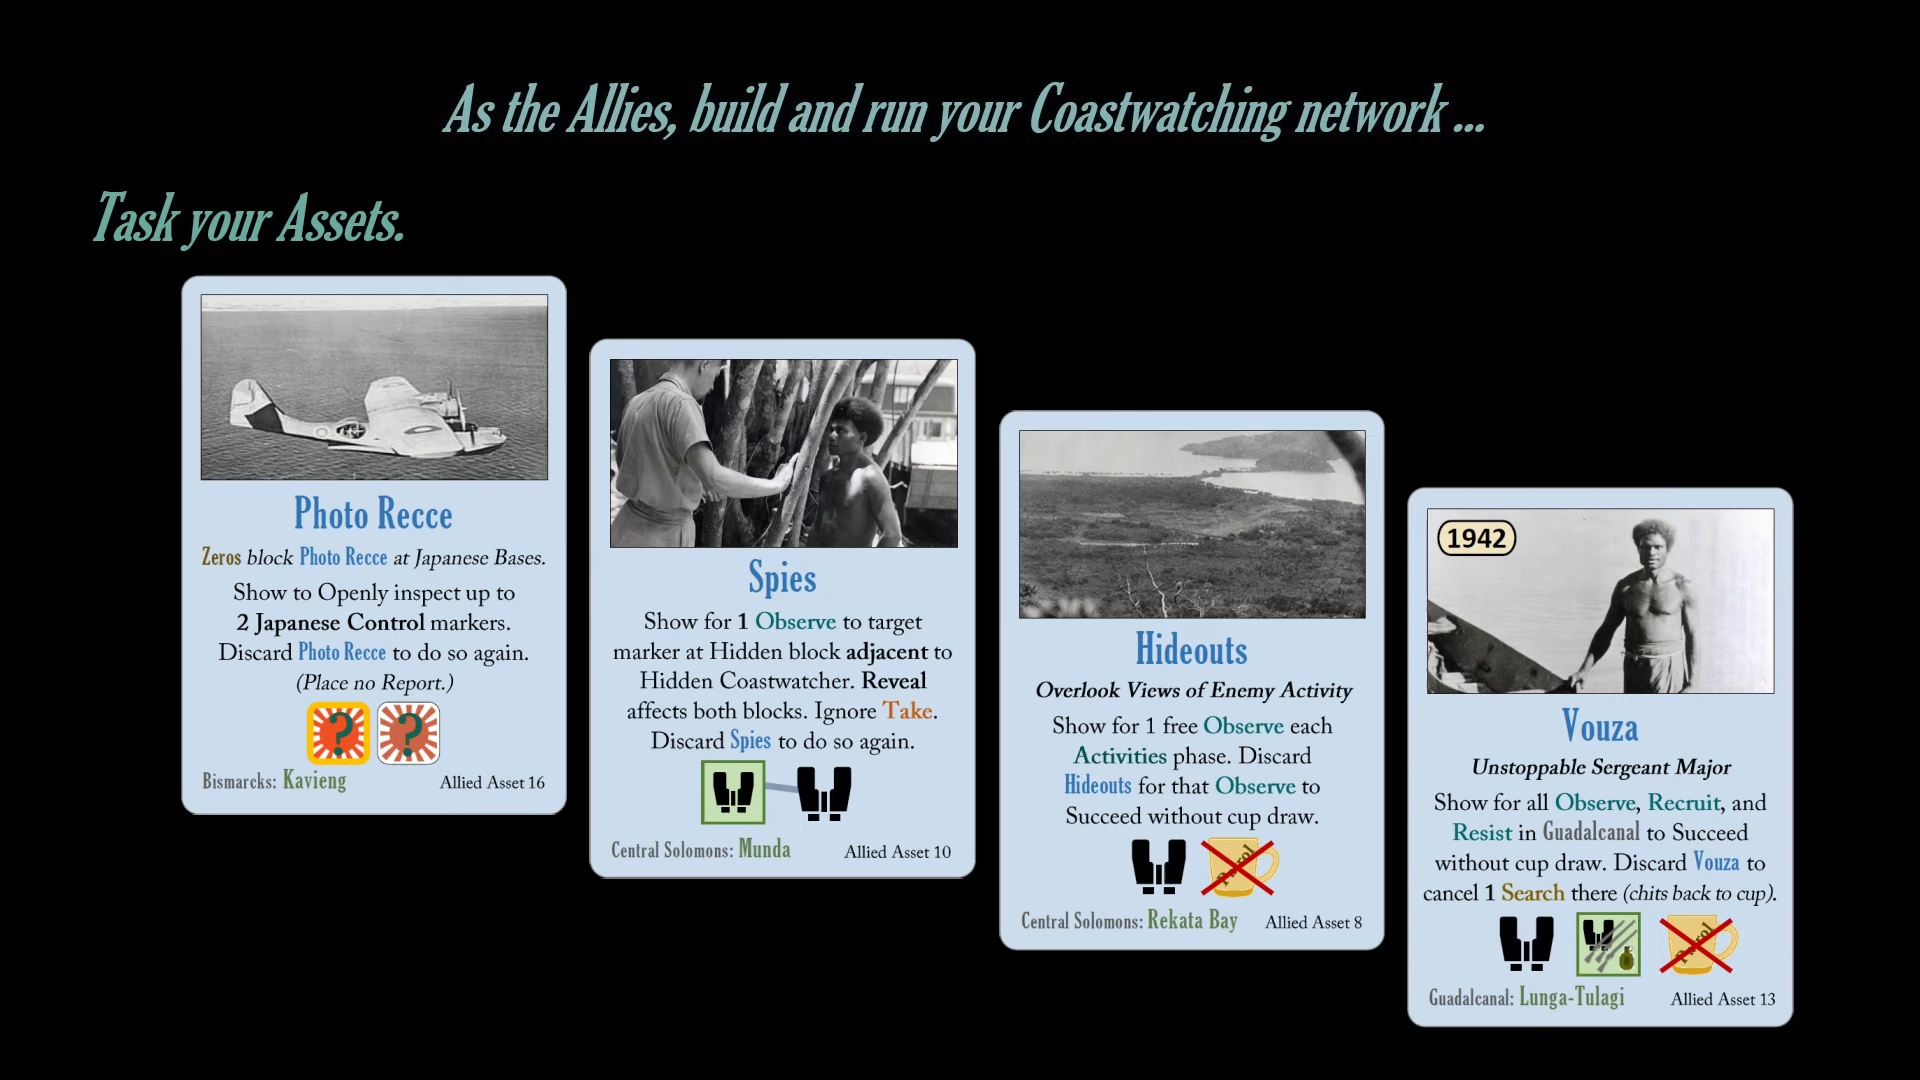 As the Allies, build and run your Coastwatching network ...
Task your Assets.
Photo Recce
Zeros block Photo Recce at Japanese Bases.
Show to Openly inspect up to
2 Japanese Control markers.
Discard Photo Recce to do so again.
(Place no Report.)
? ?
Bismarcks: Kavieng Allied Asset 16
Spies
Show for 1 Observe to target
marker at Hidden block adjacent to
Hidden Coastwatcher. Reveal
affects both blocks. Ignore Take.
Discard Spies to do so again.
Central Solomons: Munda Allied Asset 10
Hideouts
Overlook Views of Enemy Activity
Show for 1 free Observe each
Activities phase. Discard
Hideouts for that Observe to
Succeed without cup draw.
Central Solomons: Rekata Bay Allied Asset 8
1942
Vouza
Unstoppable Sergeant Major
Show for all Observe, Recruit, and
Resist in Guadalcanal to Succeed
without cup draw. Discard Vouza to
cancel 1 Search there (chits back to cup).
Guadalcanal: Lunga-Tulagi Allied Asset 13